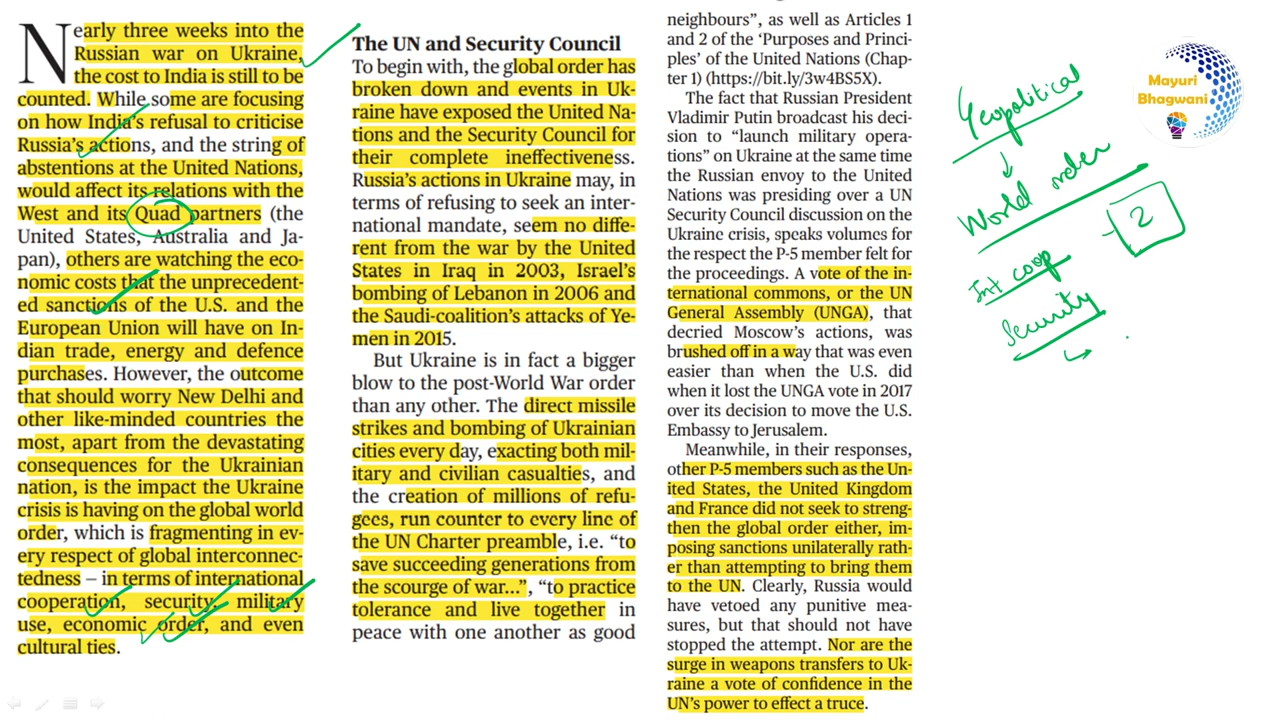 Nearly three weeks into the
Russian war on Ukraine,
the cost to India is still to be
counted. While some are focusing
on how India's refusal to criticise
Russia's actions, and the string of
abstentions at the United Nations,
would affect its relations with the
West and its Quad partners (the
United States, Australia and Ja-
pan), others are watching the eco-
nomic costs that the unprecedent-
ed sanctions of the U.S. and the
European Union will have on In-
dian trade, energy and defence
purchases. However, the outcome
that should worry New Delhi and
other like-minded countries the
most, apart from the devastating
consequences for the Ukrainian
nation, is the impact the Ukraine
crisis is having on the global world
order, which is fragmenting in ev-
ery respect of global interconnec-
tedness – in terms of international
cooperation, security, military
use, economic order, and even
cultural ties.
The UN and Security Council
To begin with, the global order has
broken down and events in Uk-
raine have exposed the United Na-
tions and the Security Council for
their complete ineffectiveness.
Russia's actions in Ukraine may, in
terms of refusing to seek an inter-
national mandate, seem no diffe-
rent from the war by the United
States in Iraq in 2003, Israel's
bombing of Lebanon in 2006 and
the Saudi-coalition's attacks of Ye-
men in 2015.
But Ukraine is in fact a bigger
blow to the post-World War order
than any other. The direct missile
strikes and bombing of Ukrainian
cities every day, exacting both mil-
itary and civilian casualties, and
the creation of millions of refu-
gees, run counter to every line of
the UN Charter preamble, i.e. "to
save succeeding generations from
the scourge of war...", "to practice
tolerance and live together in
peace with one another as good
neighbours", as well as Articles 1
and 2 of the 'Purposes and Princi-
ples' of the United Nations (Chap-
ter 1) (https://bit.ly/3w4BS5X).
The fact that Russian President
Vladimir Putin broadcast his deci-
sion to "launch military opera-
tions" on Ukraine at the same time
the Russian envoy to the United
Nations was presiding over a UN
Security Council discussion on the
Ukraine crisis, speaks volumes for
the respect the P-5 member felt for
the proceedings. A vote of the in-
ternational commons, or the UN
General Assembly (UNGA), that
decried Moscow's actions, was
brushed off in a way that was even
easier than when the U.S. did
when it lost the UNGA vote in 2017
over its decision to move the U.S.
Embassy to Jerusalem.
Meanwhile, in their responses,
other P-5 members such as the Un-
ited States, the United Kingdom
and France did not seek to streng-
then the global order either, im-
posing sanctions unilaterally rath-
er than attempting to bring them
to the UN. Clearly, Russia would
have vetoed any punitive mea-
sures, but that should not have
stopped the attempt. Nor are the
surge in weapons transfers to Uk-
raine a vote of confidence in the
UN's power to effect a truce.
Geopolitical
World order
2
Int coop
Security
Mayuri
Bhagwani